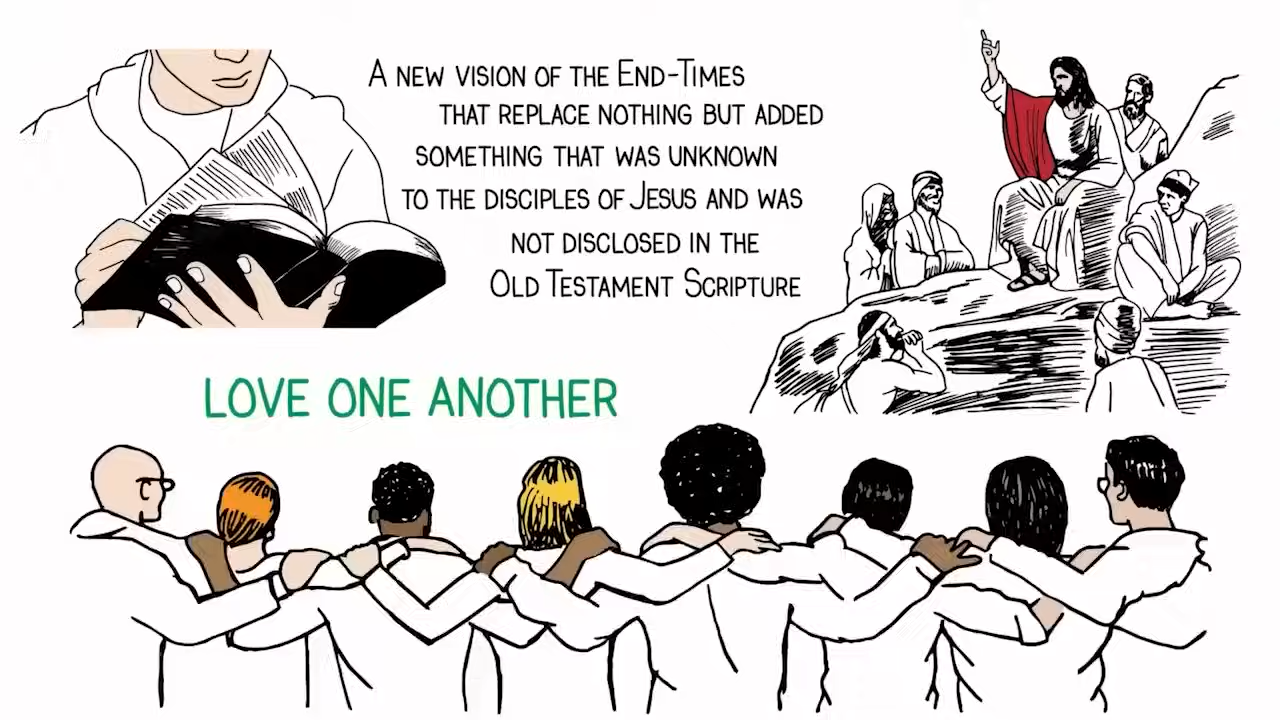 A new vision of the End-Times
that replace nothing but added
something that was unknown
to the disciples of Jesus and was
not disclosed in the
Old Testament Scripture
LOVE ONE ANOTHER